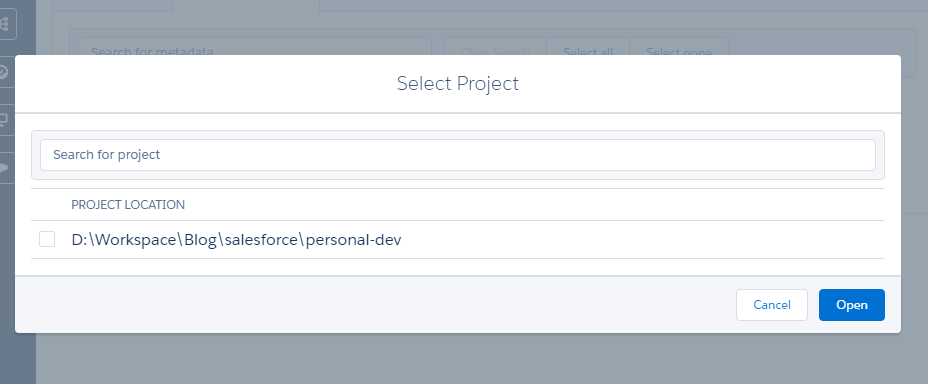 Search for metadata
Clear Search Select all Select none
Select Project
Search for project
PROJECT LOCATION
D:\Workspace\Blog\salesforce\personal-dev
Cancel Open